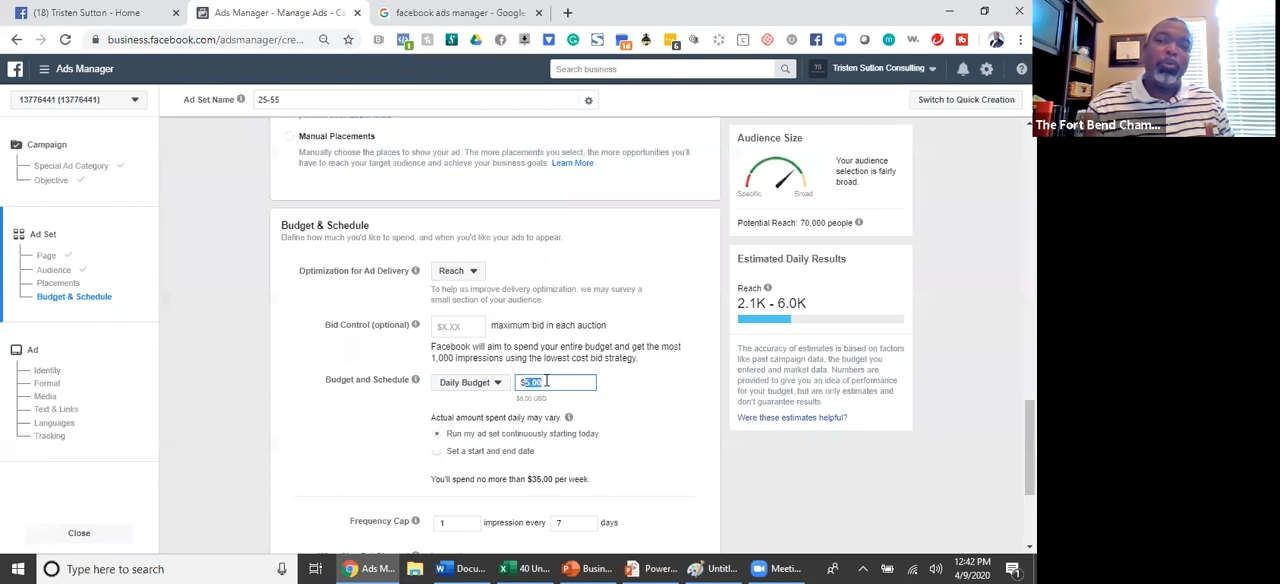 (18) Tristen Sutton - Home
Ads Manager - Manage Ads - Ca
facebook ads manager - Google
business.facebook.com/adsmanager/cre...
Ads Manager
Search business
TS
Tristen Sutton Consulting
13776441 (13776441)
Ad Set Name
25-55
Switch to Quick Creation
The Fort Bend Cham...
Campaign
Special Ad Category
Objective
Ad Set
Page
Audience
Placements
Budget & Schedule
Ad
Identity
Format
Media
Text & Links
Languages
Tracking
Close
Manual Placements
Manually choose the places to show your ad. The more placements you select, the more opportunities you'll
have to reach your target audience and achieve your business goals. Learn More
Budget & Schedule
Define how much you'd like to spend, and when you'd like your ads to appear.
Optimization for Ad Delivery
Reach
To help us improve delivery optimization, we may survey a
small section of your audience
Bid Control (optional)
$X.XX
maximum bid in each auction
Facebook will aim to spend your entire budget and get the most
1,000 impressions using the lowest cost bid strategy.
Budget and Schedule
Daily Budget
$5.00
$5.00 USD
Actual amount spent daily may vary.
Run my ad set continuously starting today
Set a start and end date
You'll spend no more than $35.00 per week.
Frequency Cap
1
impression every
7
days
Audience Size
Your audience
selection is fairly
broad.
Specific
Broad
Potential Reach: 70,000 people
Estimated Daily Results
Reach
2.1K - 6.0K
The accuracy of estimates is based on factors
like past campaign data, the budget you
entered and market data. Numbers are
provided to give you an idea of performance
for your budget, but are only estimates and
don't guarantee results.
Were these estimates helpful?
Type here to search
Ads M...
Docu...
40 Un...
Busin...
Power...
Untitl...
Meeti...
12:42 PM
4/9/2020